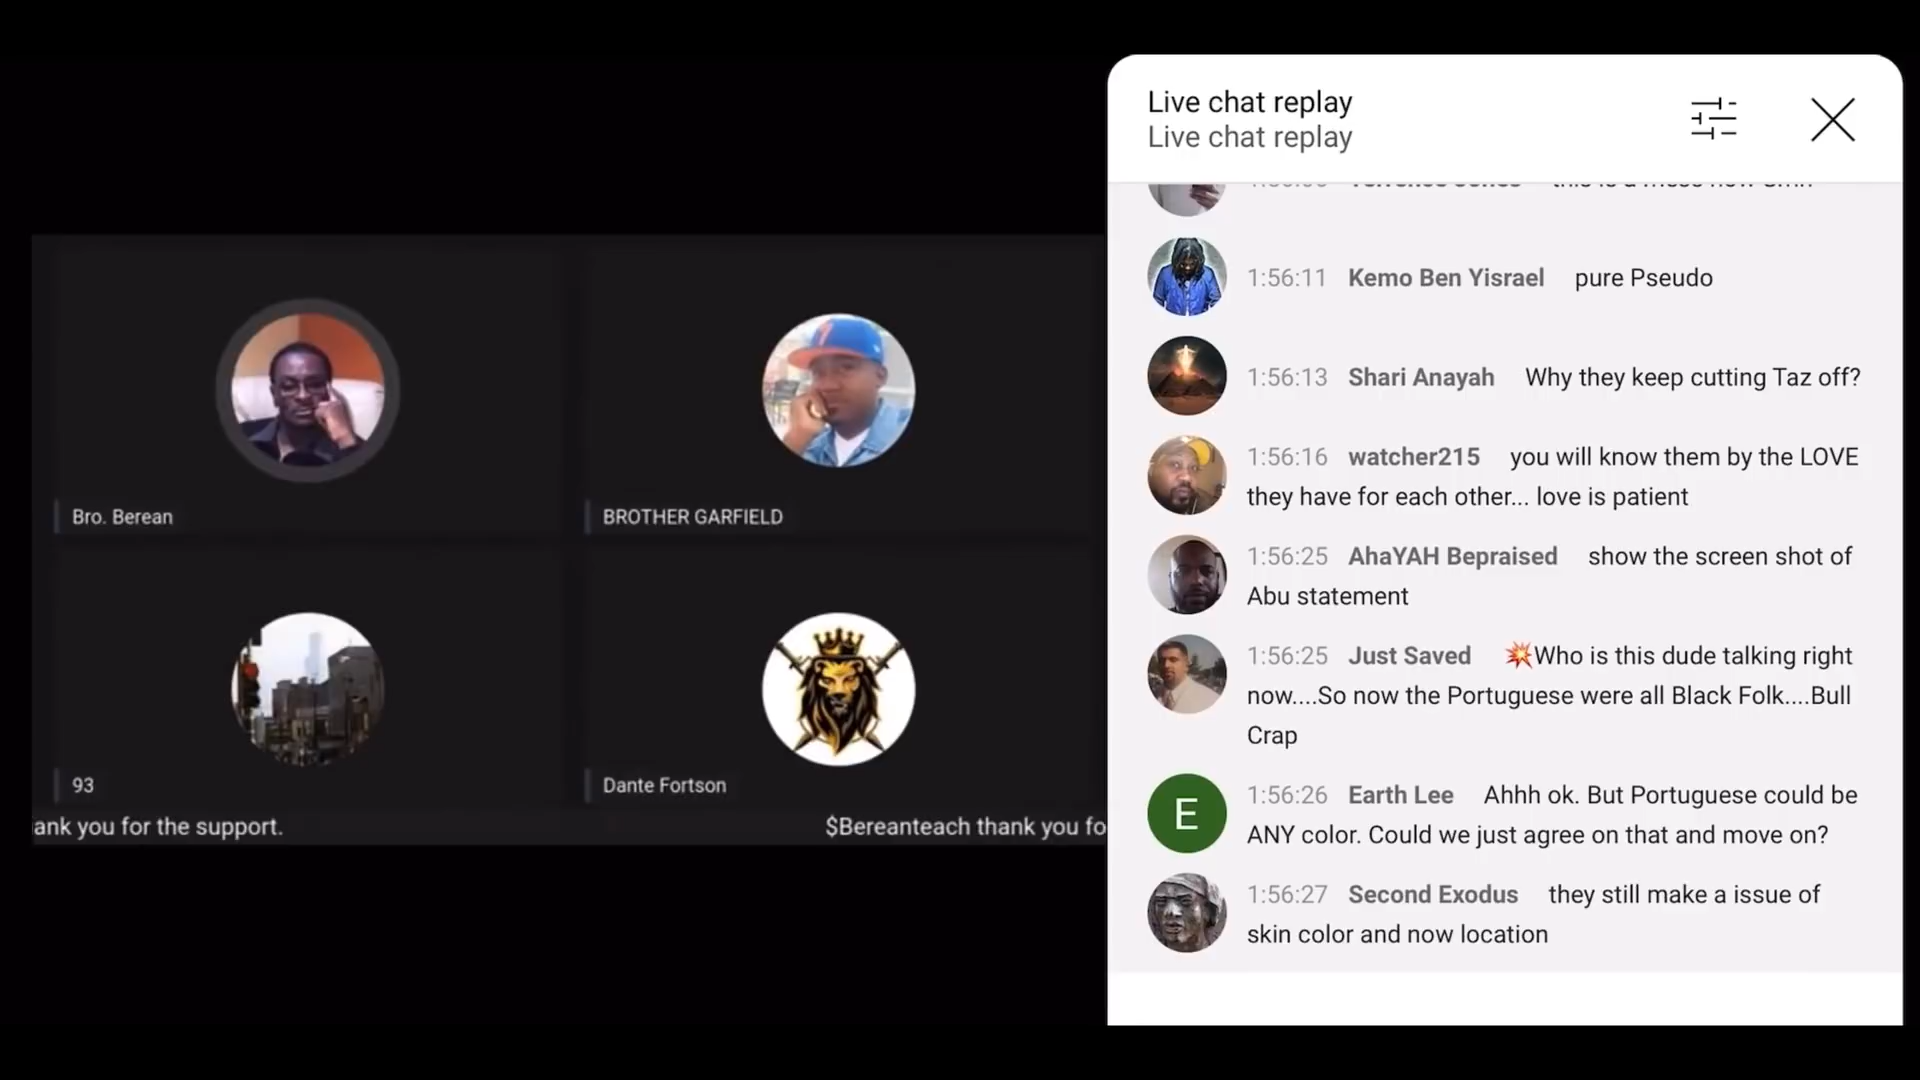 Live chat replay
Live chat replay
1:56:11 Kemo Ben Yisrael pure Pseudo
1:56:13 Shari Anayah Why they keep cutting Taz off?
1:56:16 watcher215 you will know them by the LOVE
they have for each other... love is patient
1:56:25 AhaYAH Bepraised show the screen shot of
Abu statement
1:56:25 Just Saved 💥Who is this dude talking right
now....So now the Portuguese were all Black Folk....Bull
Crap
E
1:56:26 Earth Lee Ahhh ok. But Portuguese could be
ANY color. Could we just agree on that and move on?
1:56:27 Second Exodus they still make a issue of
skin color and now location
Bro. Berean
BROTHER GARFIELD
93
Dante Fortson
ank you for the support. $Bereanteach thank you fo